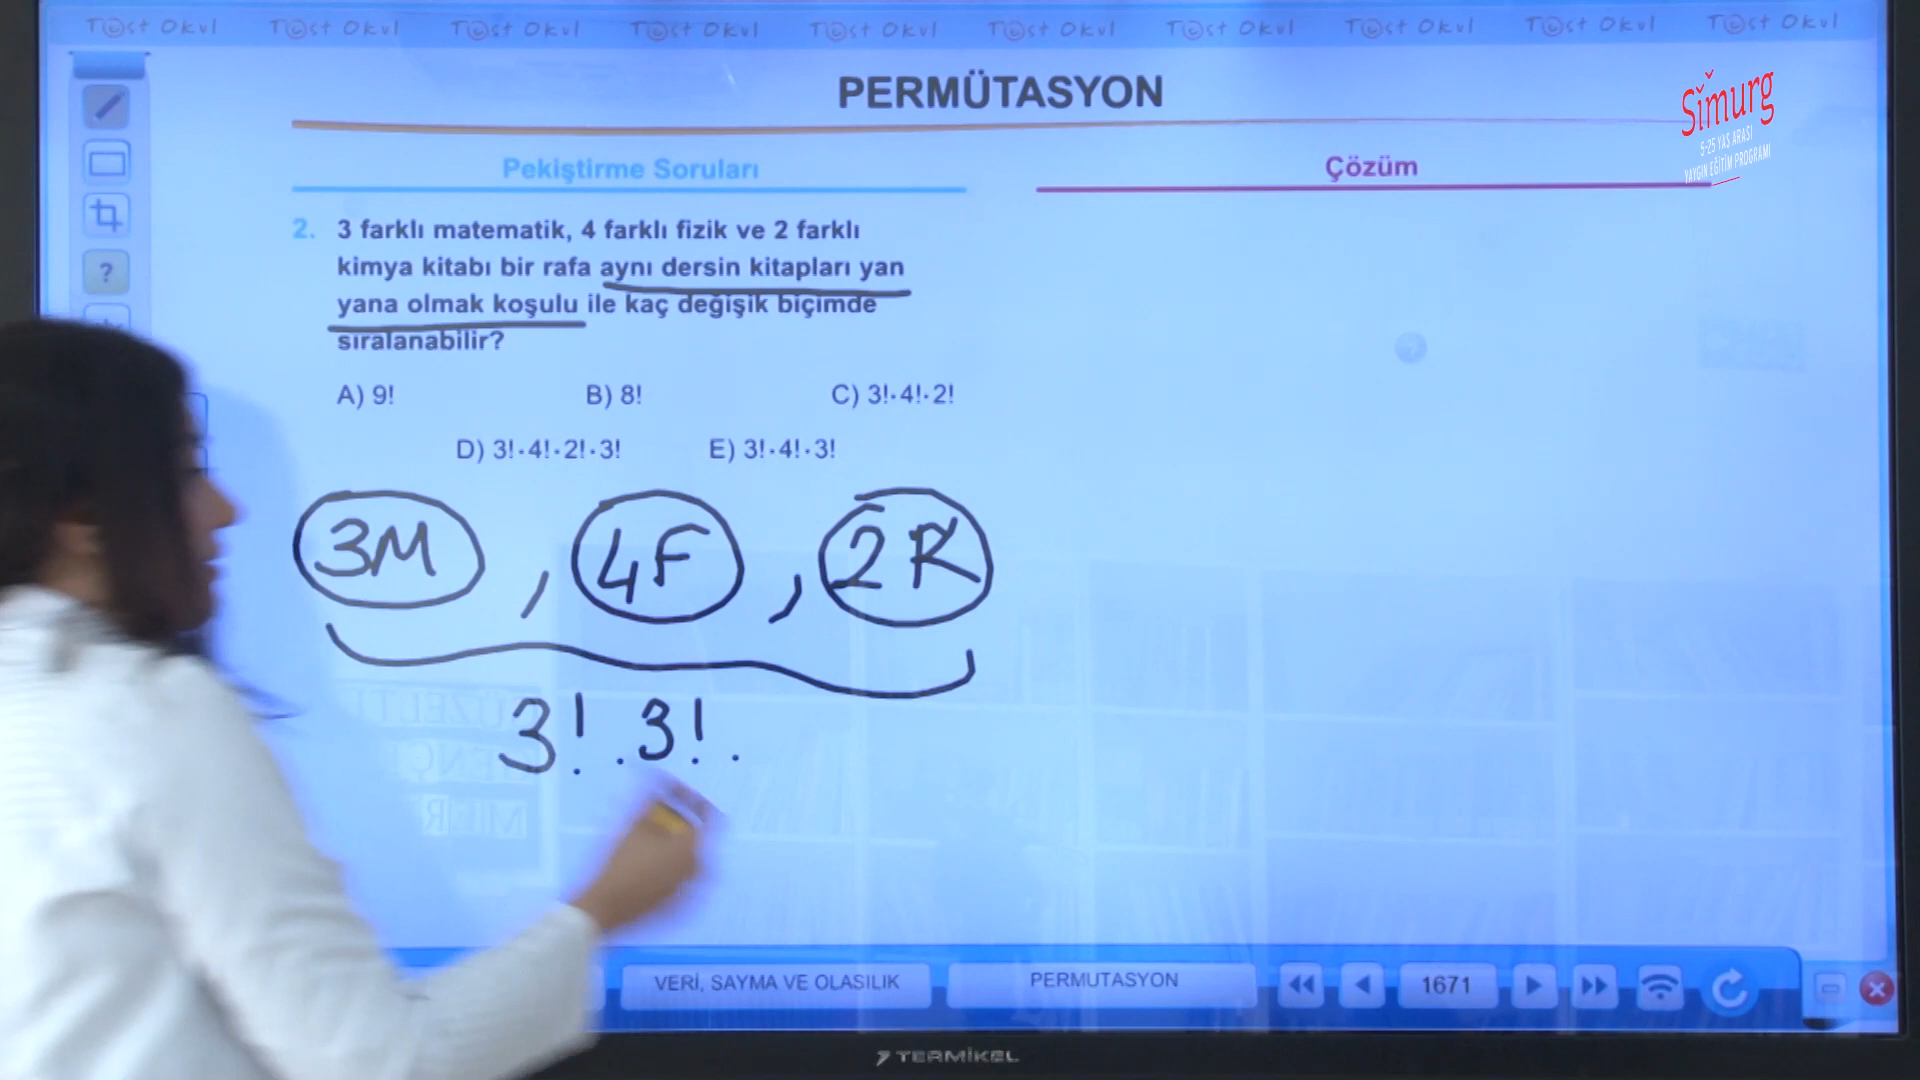 Test Okul Test Okul Test Okul Test Okul Test Okul Test Okul Test Okul Test Okul Test Okul Test Okul
PERMÜTASYON
Simurg
5-25 YAŞ ARASI
YAYGIN EĞİTİM PROGRAMI
Pekiştirme Soruları
Çözüm
2. 3 farklı matematik, 4 farklı fizik ve 2 farklı
kimya kitabı bir rafa aynı dersin kitapları yan
yana olmak koşulu ile kaç değişik biçimde
sıralanabilir?
A) 9! B) 8! C) 3!·4!·2!
D) 3!·4!·2!·3! E) 3!·4!·3!
3M , 4F , 2K
3! . 3! .
VERİ, SAYMA VE OLASILIK PERMUTASYON 1671
TERMİKEL